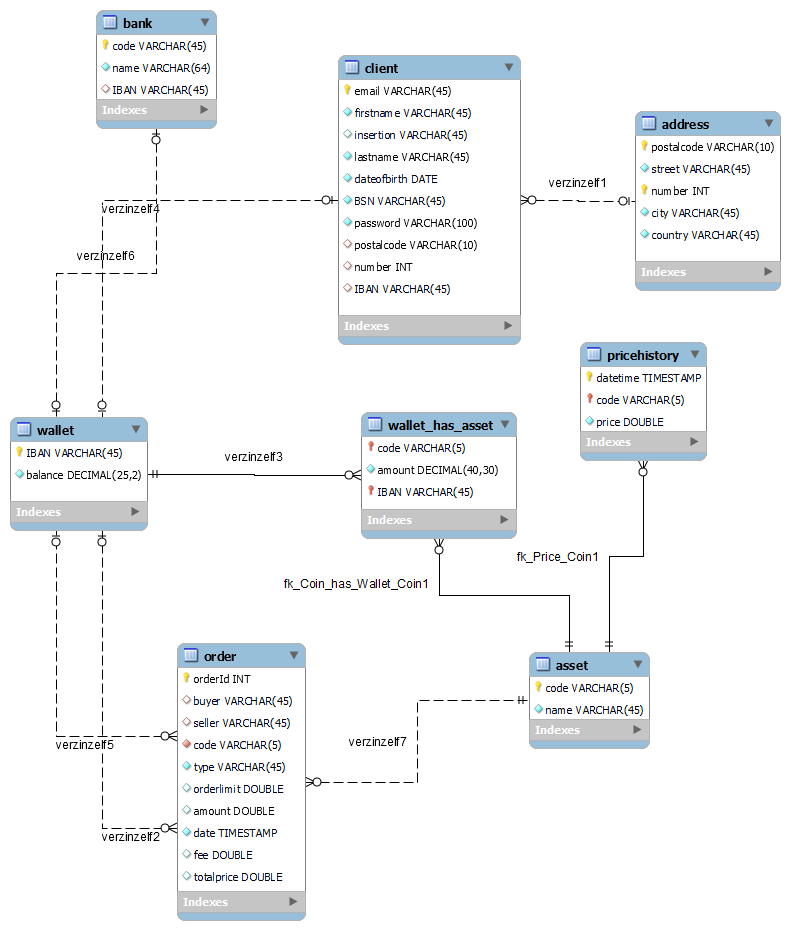 bank
code VARCHAR(45)
name VARCHAR(64)
IBAN VARCHAR(45)
Indexes
client
email VARCHAR(45)
firstname VARCHAR(45)
insertion VARCHAR(45)
lastname VARCHAR(45)
dateofbirth DATE
BSN VARCHAR(45)
password VARCHAR(100)
postalcode VARCHAR(10)
number INT
IBAN VARCHAR(45)
Indexes
address
postalcode VARCHAR(10)
street VARCHAR(45)
number INT
city VARCHAR(45)
country VARCHAR(45)
Indexes
verzinzelf1
verzinzelf4
verzinzelf6
pricehistory
datetime TIMESTAMP
code VARCHAR(5)
price DOUBLE
Indexes
wallet
IBAN VARCHAR(45)
balance DECIMAL(25,2)
Indexes
verzinzelf3
wallet_has_asset
code VARCHAR(5)
amount DECIMAL(40,30)
IBAN VARCHAR(45)
Indexes
fk_Price_Coin1
fk_Coin_has_Wallet_Coin1
order
orderId INT
buyer VARCHAR(45)
seller VARCHAR(45)
code VARCHAR(5)
type VARCHAR(45)
orderlimit DOUBLE
amount DOUBLE
date TIMESTAMP
fee DOUBLE
totalprice DOUBLE
Indexes
asset
code VARCHAR(5)
name VARCHAR(45)
Indexes
verzinzelf7
verzinzelf5
verzinzelf2